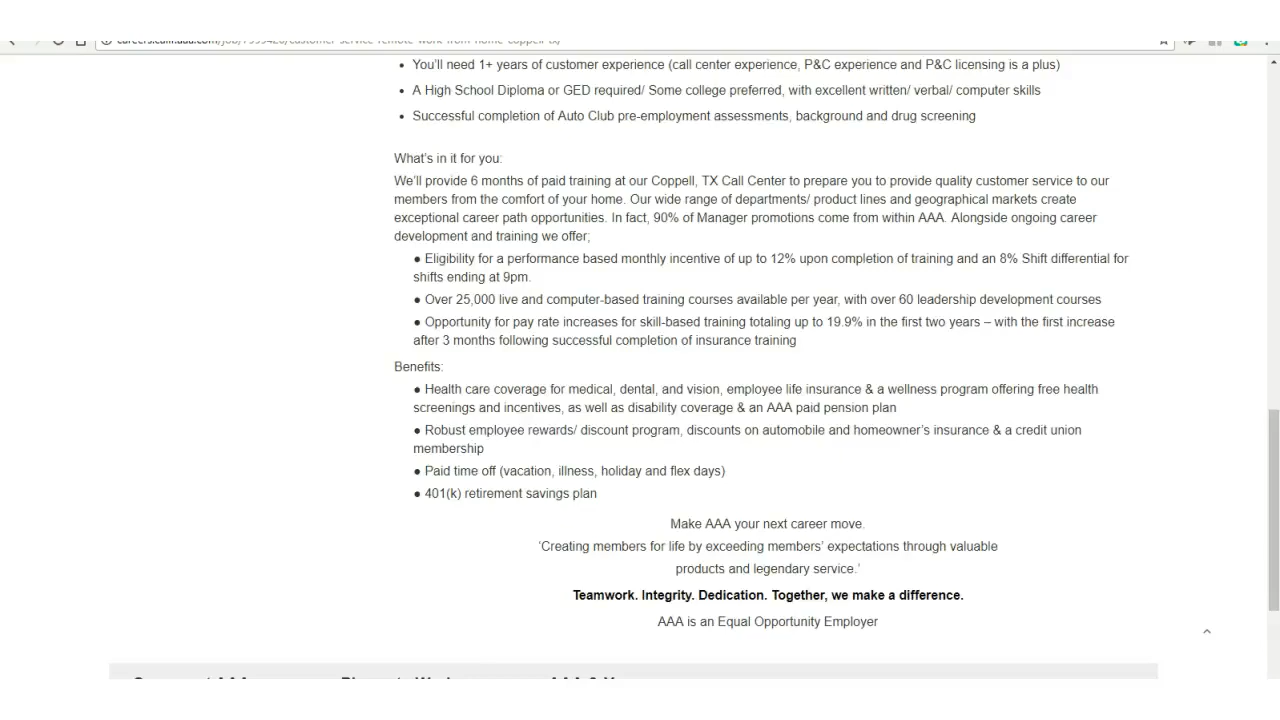 You'll need 1+ years of customer experience (call center experience, P&C experience and P&C licensing is a plus)
A High School Diploma or GED required/ Some college preferred, with excellent written/ verbal/ computer skills
Successful completion of Auto Club pre-employment assessments, background and drug screening
What's in it for you:
We'll provide 6 months of paid training at our Coppell, TX Call Center to prepare you to provide quality customer service to our
members from the comfort of your home. Our wide range of departments/ product lines and geographical markets create
exceptional career path opportunities. In fact, 90% of Manager promotions come from within AAA. Alongside ongoing career
development and training we offer;
● Eligibility for a performance based monthly incentive of up to 12% upon completion of training and an 8% Shift differential for
shifts ending at 9pm.
● Over 25,000 live and computer-based training courses available per year, with over 60 leadership development courses
● Opportunity for pay rate increases for skill-based training totaling up to 19.9% in the first two years – with the first increase
after 3 months following successful completion of insurance training
Benefits:
● Health care coverage for medical, dental, and vision, employee life insurance & a wellness program offering free health
screenings and incentives, as well as disability coverage & an AAA paid pension plan
● Robust employee rewards/ discount program, discounts on automobile and homeowner's insurance & a credit union
membership
● Paid time off (vacation, illness, holiday and flex days)
● 401(k) retirement savings plan
Make AAA your next career move.
'Creating members for life by exceeding members' expectations through valuable
products and legendary service.'
Teamwork. Integrity. Dedication. Together, we make a difference.
AAA is an Equal Opportunity Employer